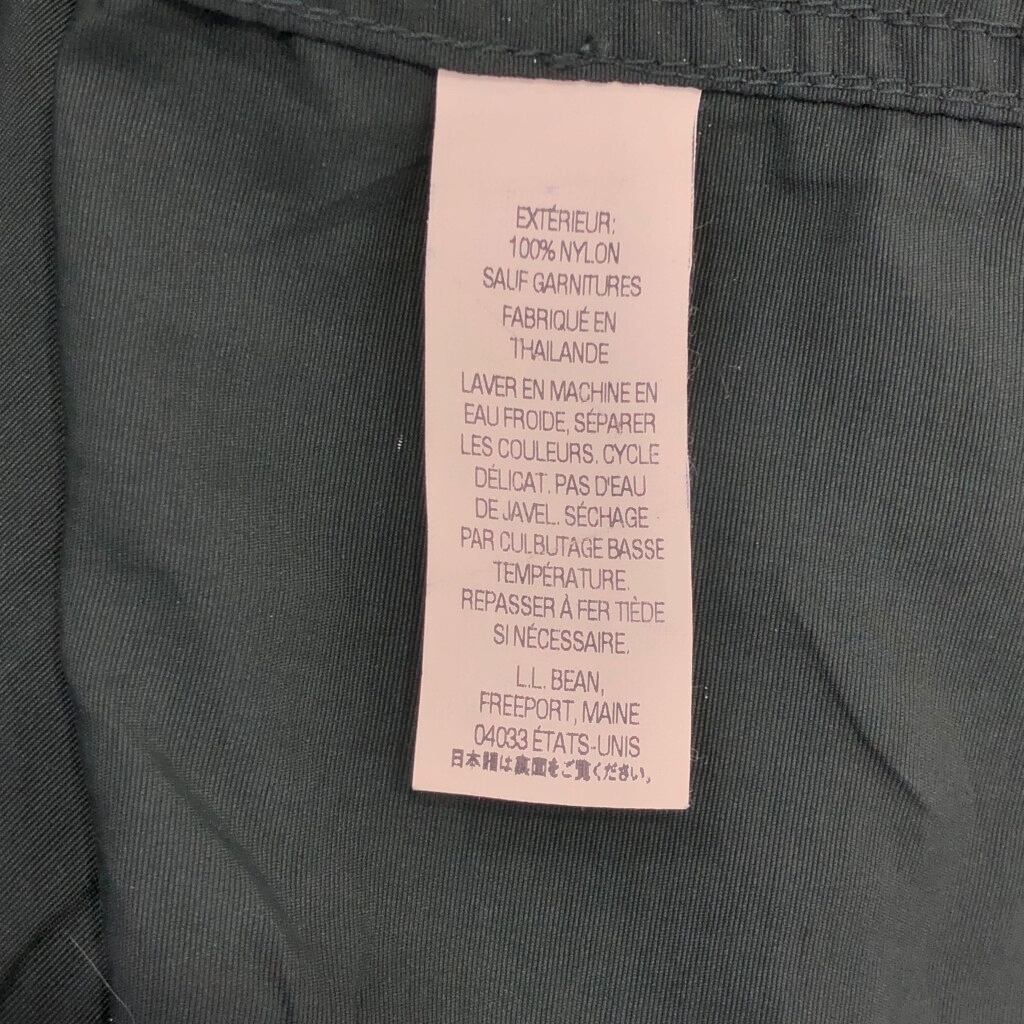 EXTÉRIEUR:
100% NYLON
SAUF GARNITURES
FABRIQUÉ EN
THAILANDE
LAVER EN MACHINE EN
EAU FROIDE, SÉPARER
LES COULEURS. CYCLE
DÉLICAT. PAS D'EAU
DE JAVEL. SÉCHAGE
PAR CULBUTAGE BASSE
TEMPÉRATURE.
REPASSER À FER TIÈDE
SI NÉCESSAIRE.
L.L. BEAN,
FREEPORT, MAINE
04033 ÉTATS-UNIS
日本語は裏面をご覧ください。